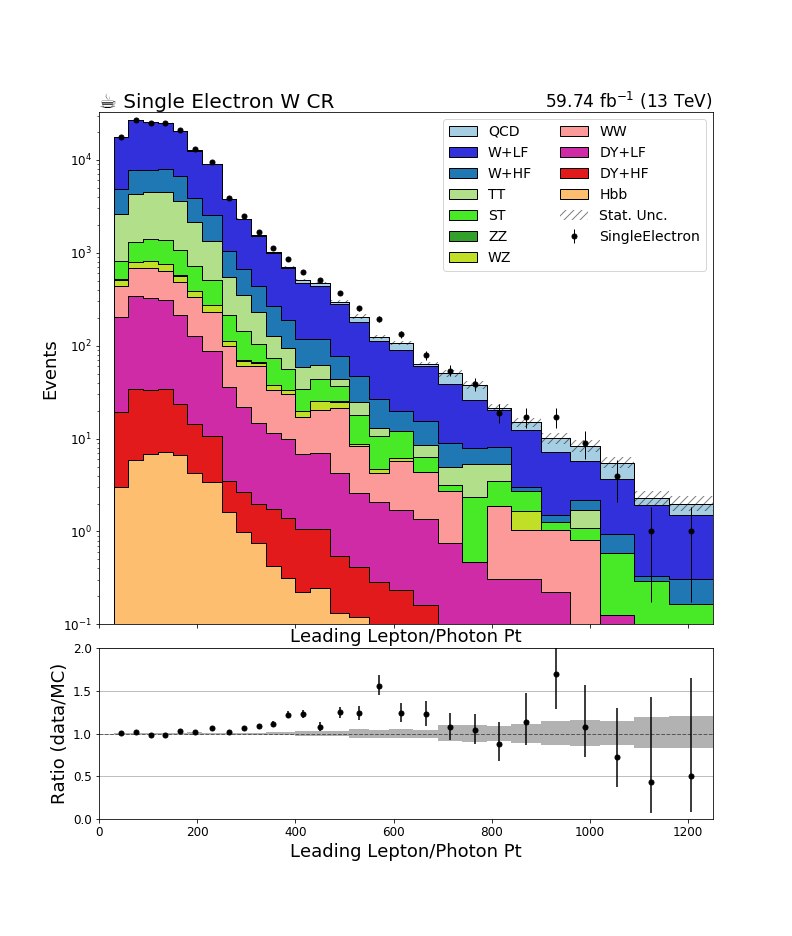 ☕ Single Electron W CR
59.74 fb⁻¹ (13 TeV)
QCD
W+LF
W+HF
TT
ST
ZZ
WZ
WW
DY+LF
DY+HF
Hbb
Stat. Unc.
SingleElectron
Events
10⁴
10³
10²
10¹
10⁰
10⁻¹
Leading Lepton/Photon Pt
Ratio (data/MC)
2.0
1.5
1.0
0.5
0.0
0 200 400 600 800 1000 1200
Leading Lepton/Photon Pt